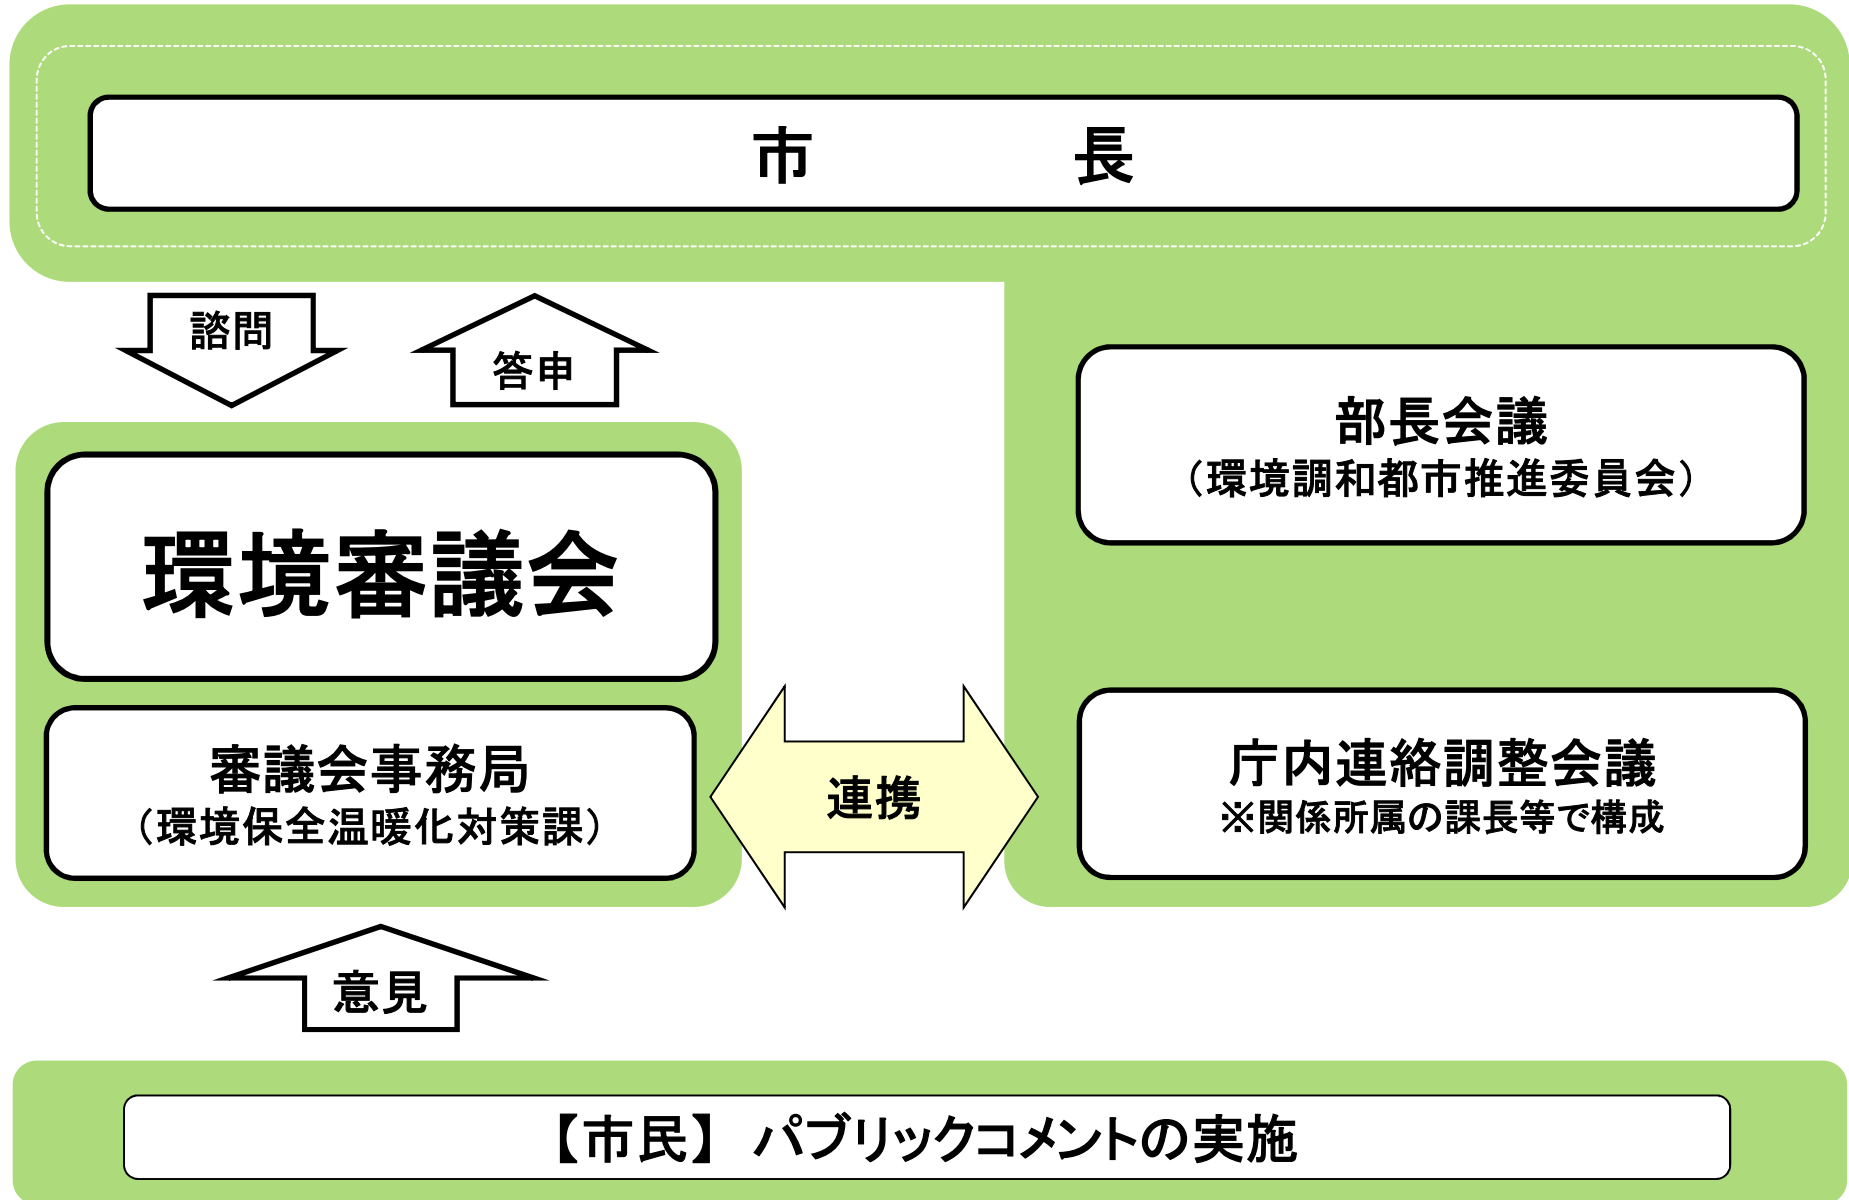 市　長
諮問
答申
部長会議
（環境調和都市推進委員会）
環境審議会
審議会事務局
（環境保全温暖化対策課）
連携
庁内連絡調整会議
※関係所属の課長等で構成
意見
【市民】 パブリックコメントの実施